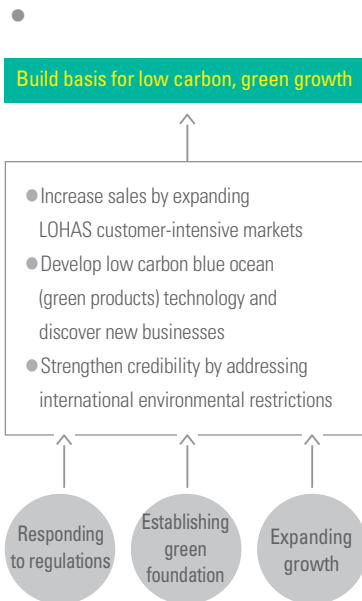 Build basis for low carbon, green growth
● Increase sales by expanding
LOHAS customer-intensive markets
● Develop low carbon blue ocean
(green products) technology and
discover new businesses
● Strengthen credibility by addressing
international environmental restrictions
Responding
to regulations
Establishing
green
foundation
Expanding
growth